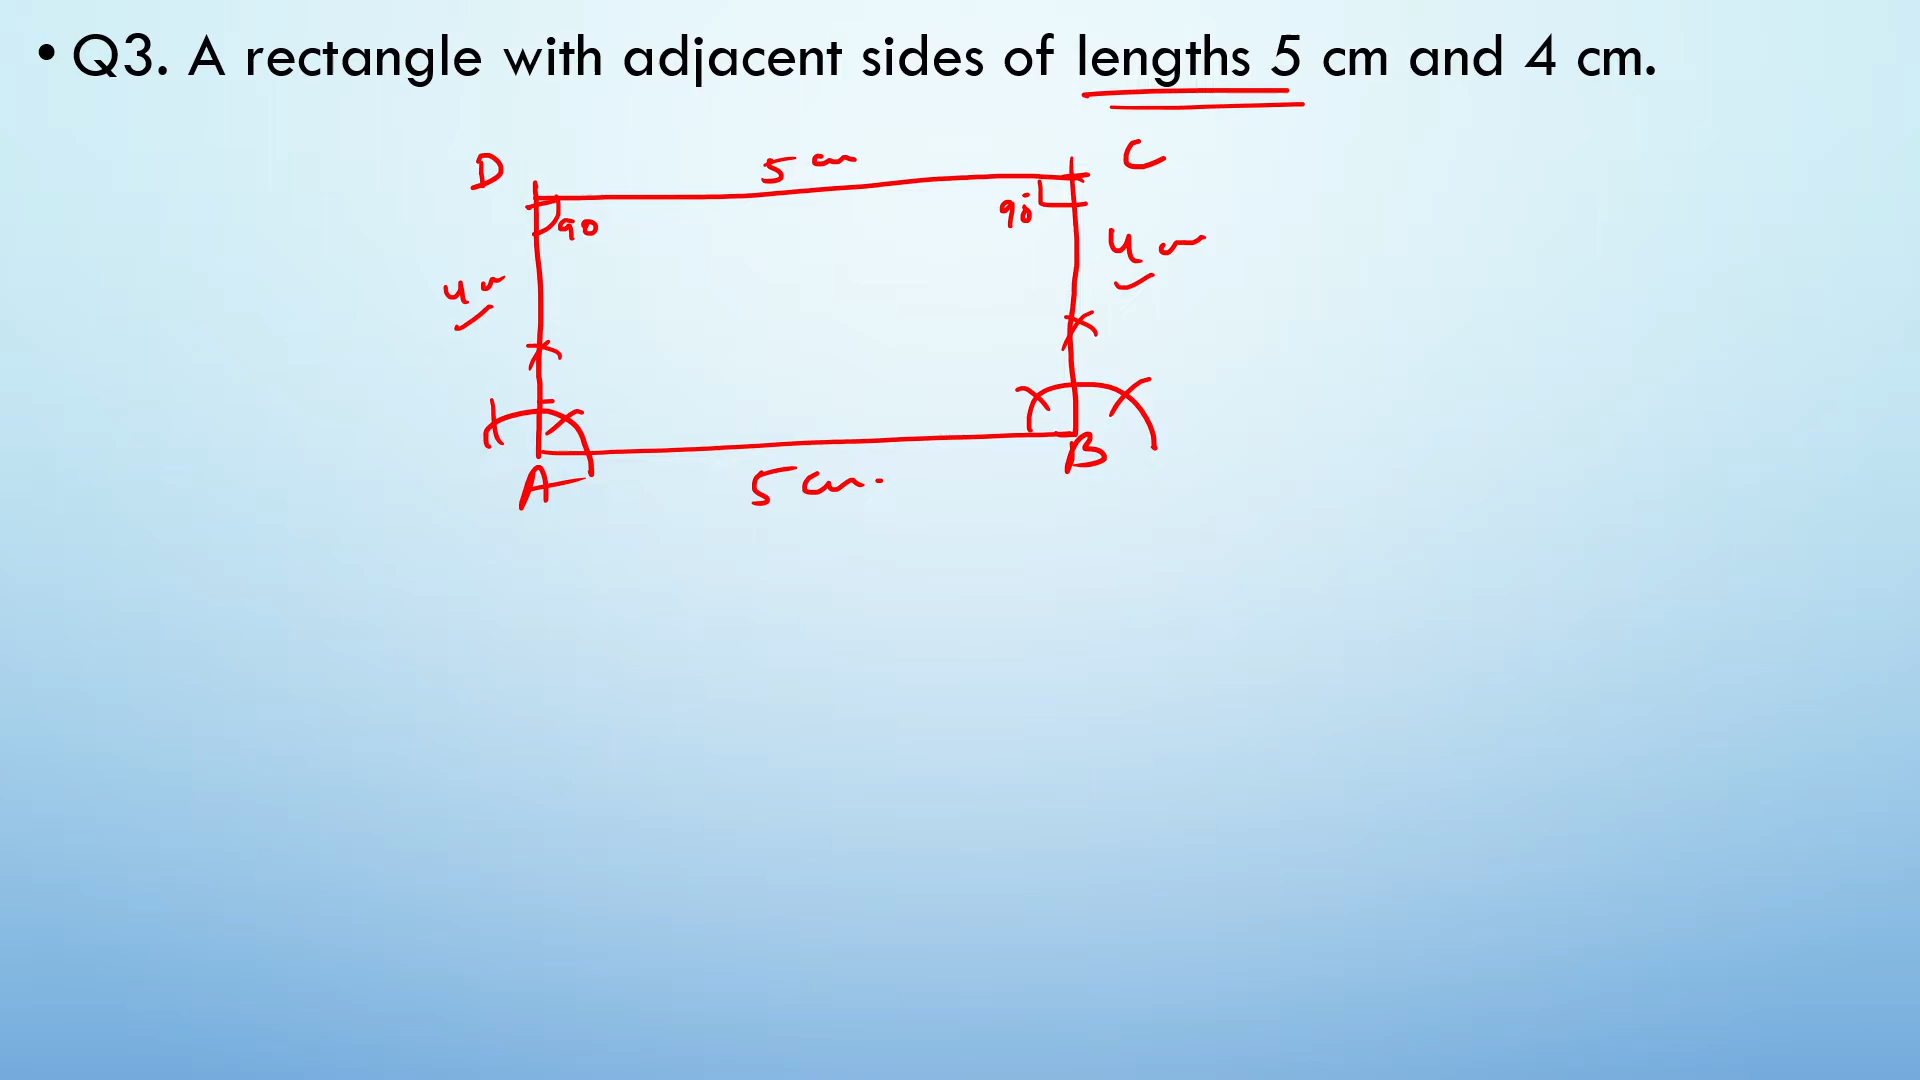 • Q3. A rectangle with adjacent sides of lengths 5 cm and 4 cm.
D 5 cm C
90 90°
4 cm 4 cm
A 5 cm. B